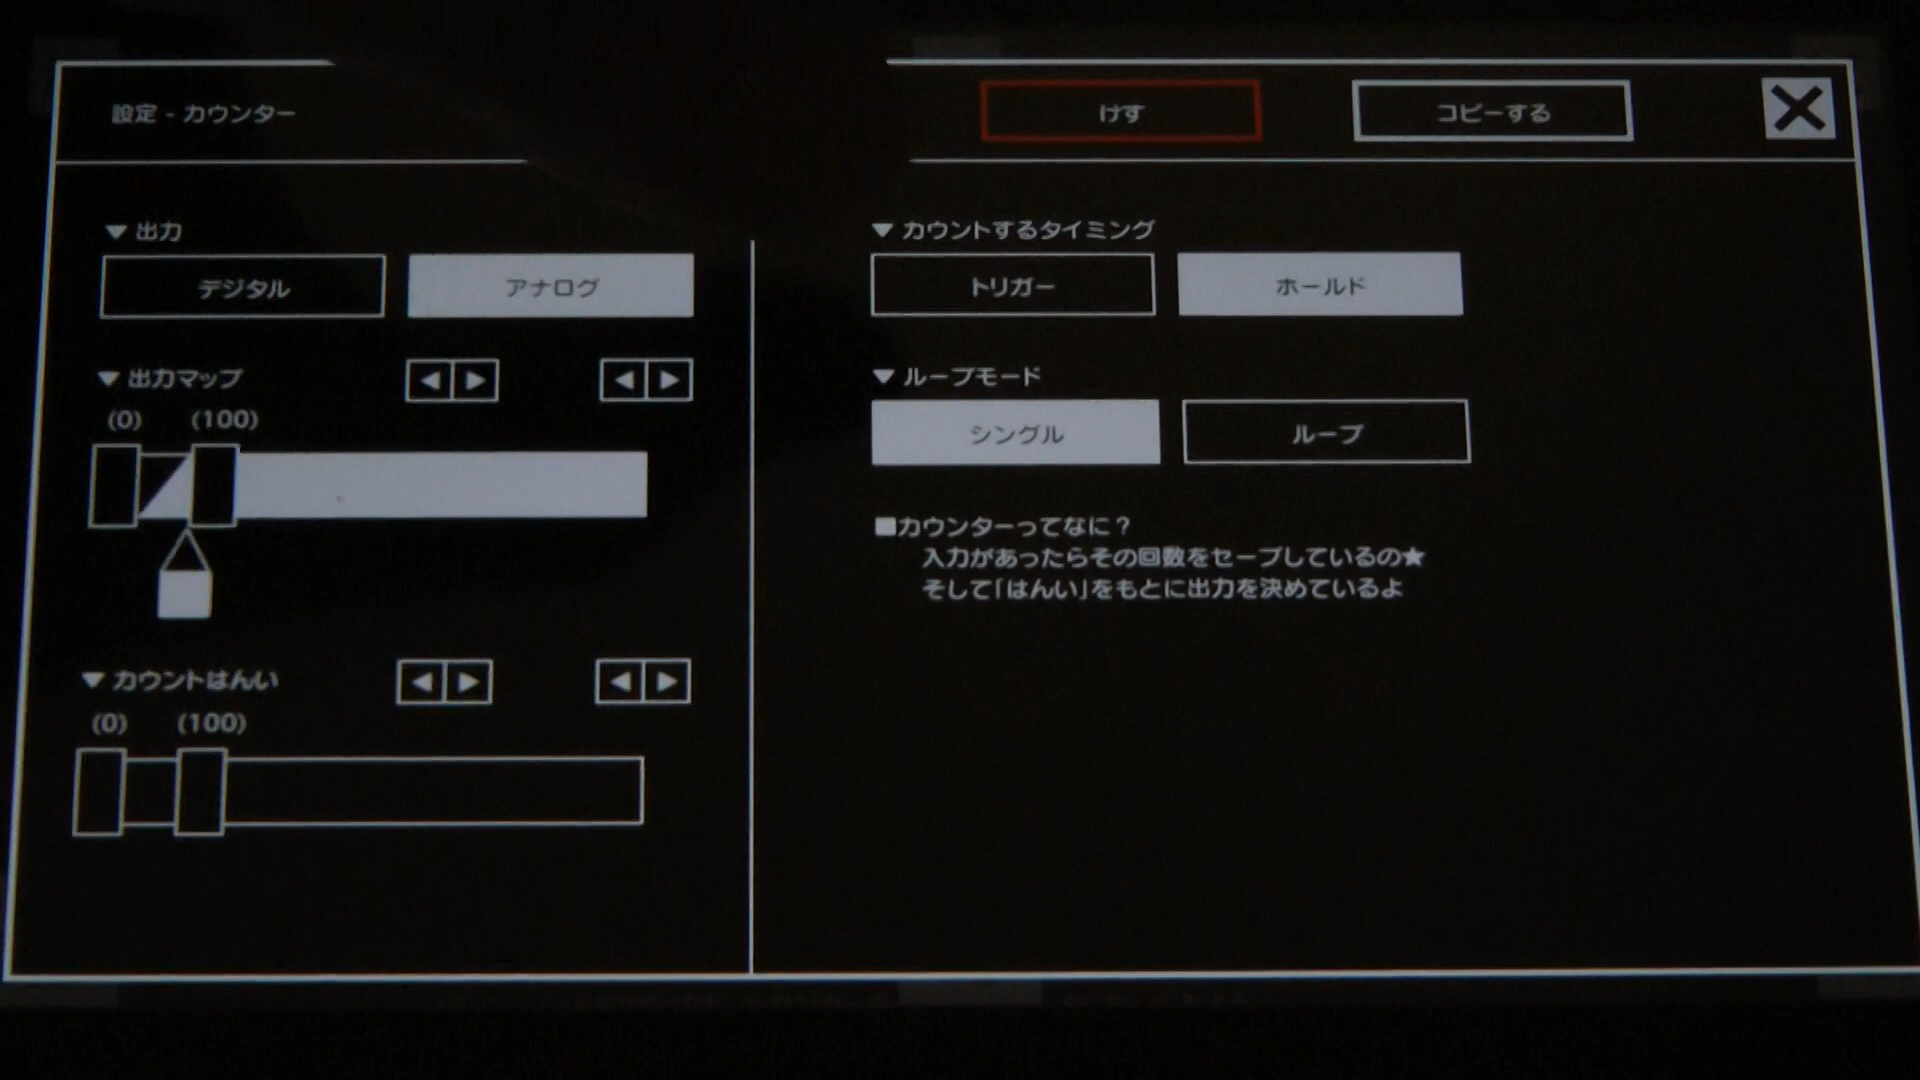 設定 - カウンター
けす
コピーする
▼ 出力
デジタル
アナログ
▼ 出力マップ
(0) (100)
▼ カウントはんい
(0) (100)
▼ カウントするタイミング
トリガー
ホールド
▼ ループモード
シングル
ループ
■カウンターってなに？
入力があったらその回数をセーブしているの★
そして｢はんい｣をもとに出力を決めているよ